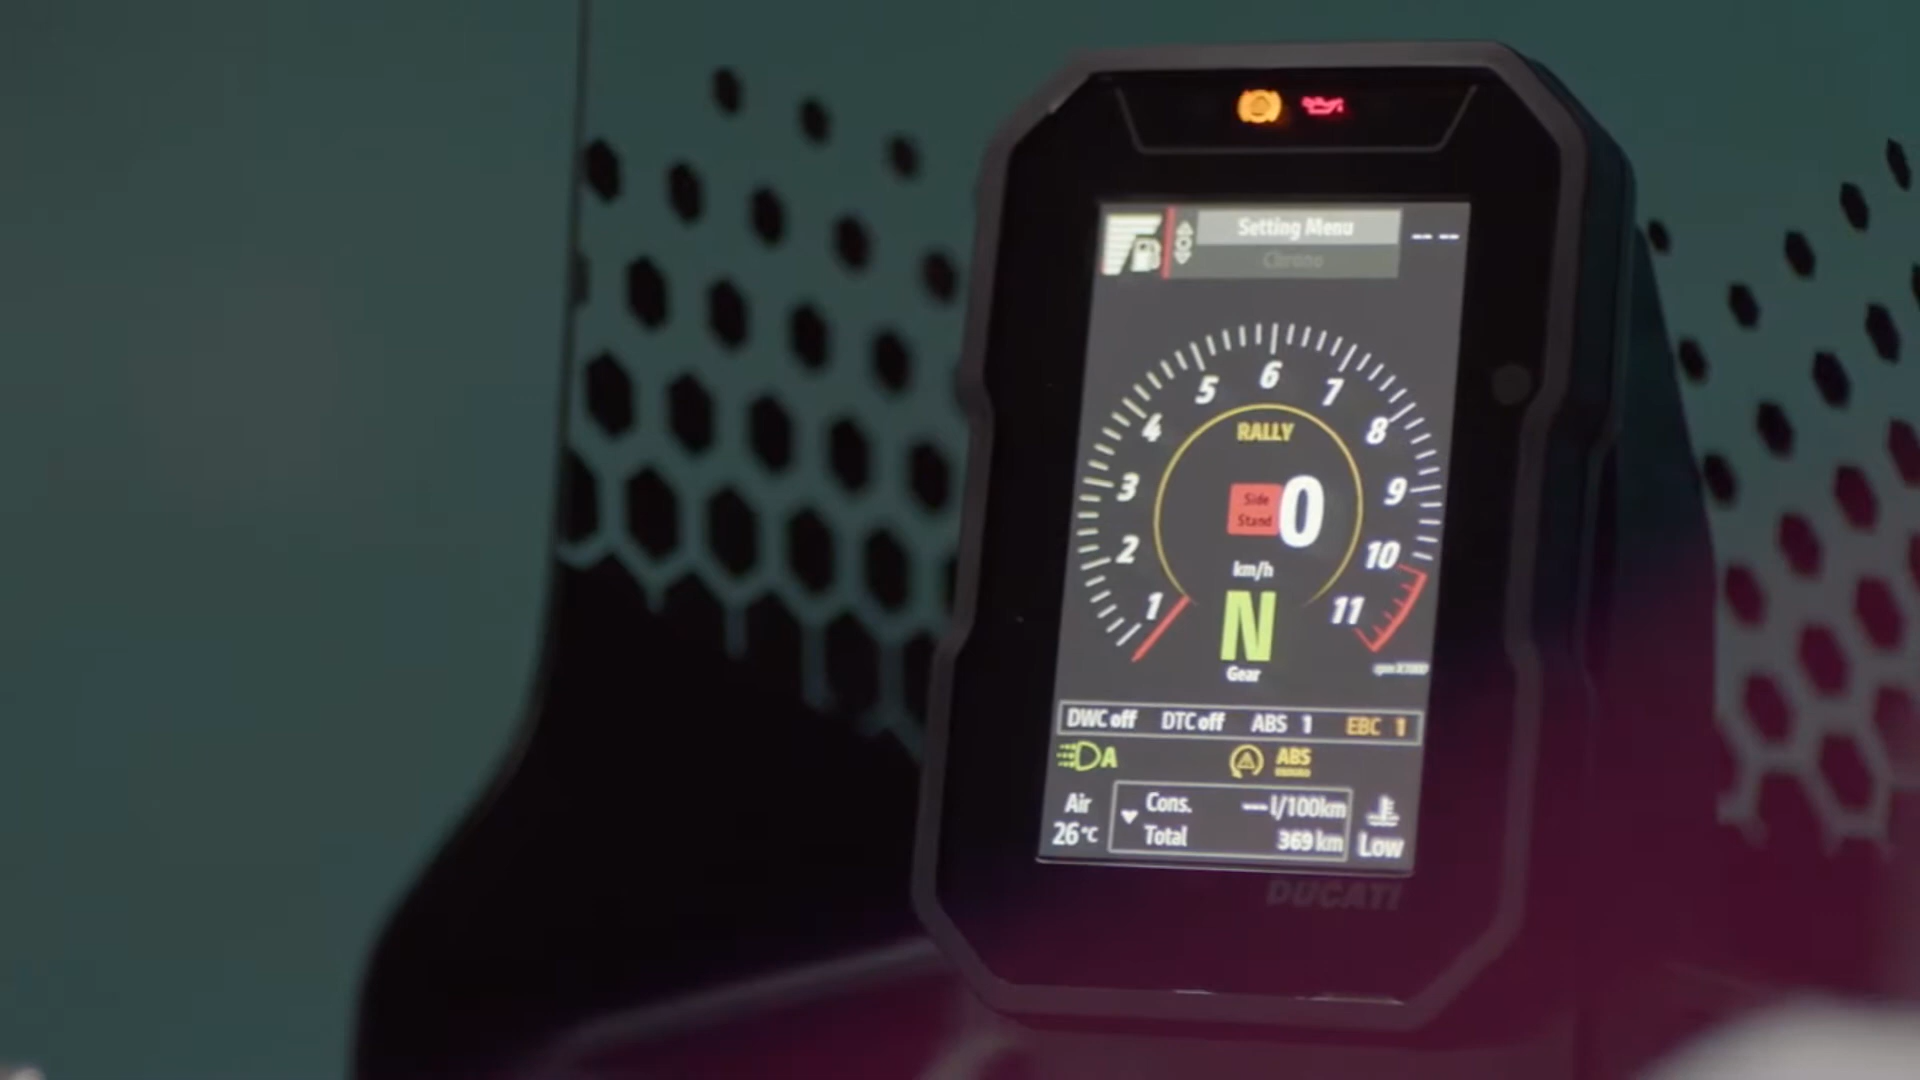 Setting Menu
Chrono
-- --
6
5 7
4 8
RALLY
3 9
Side
Stand
0
2 10
km/h
1 11
N
Gear
rpm X1000
DWC off DTC off ABS 1 EBC 1
A
ABS
ENDURO
Air
26 °C
Cons. --- l/100km
Total 369 km
Low
DUCATI